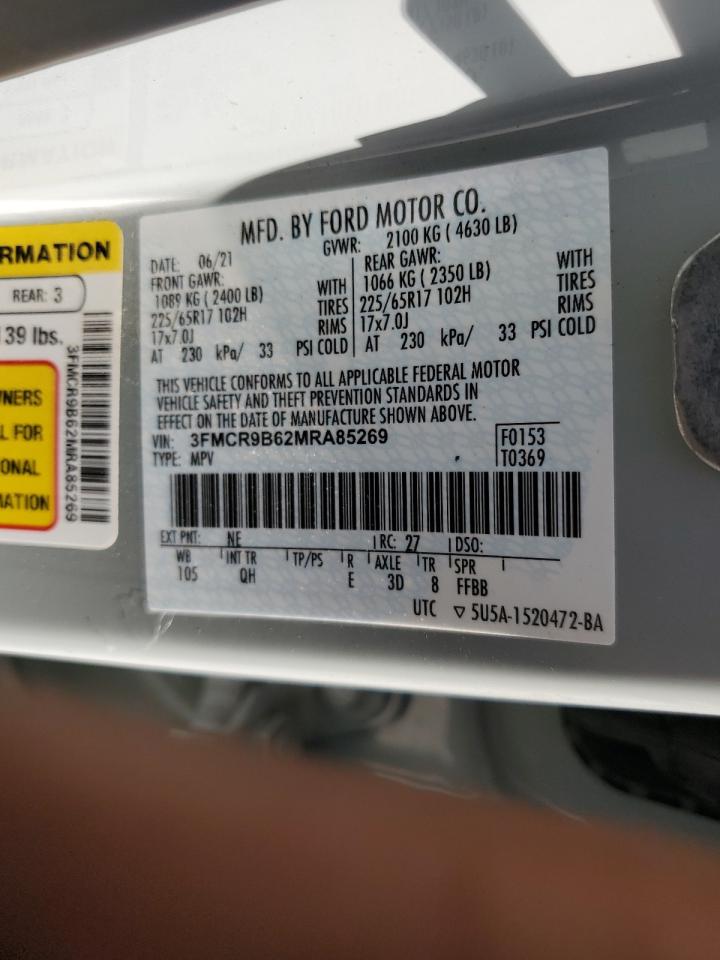 MFD. BY FORD MOTOR CO.
DATE: 06/21
GVWR: 2100 KG ( 4630 LB)
FRONT GAWR:
1089 KG ( 2400 LB) WITH
225/65R17 102H TIRES
17x7.0J RIMS
AT 230 kPa/ 33 PSI COLD
REAR GAWR: WITH
1066 KG ( 2350 LB) TIRES
225/65R17 102H RIMS
17x7.0J
AT 230 kPa/ 33 PSI COLD
THIS VEHICLE CONFORMS TO ALL APPLICABLE FEDERAL MOTOR
VEHICLE SAFETY AND THEFT PREVENTION STANDARDS IN
EFFECT ON THE DATE OF MANUFACTURE SHOWN ABOVE.
VIN: 3FMCR9B62MRA85269
TYPE: MPV
F0153
T0369
EXT PNT: NE RC: 27 DSO:
WB INT TR TP/PS R AXLE TR SPR
105 QH E 3D 8 FFBB
UTC ▽ 5U5A-1520472-BA
RMATION
REAR: 3
139 lbs.
3FMCR9B62MRA85269
WNERS
L FOR
ONAL
MATION